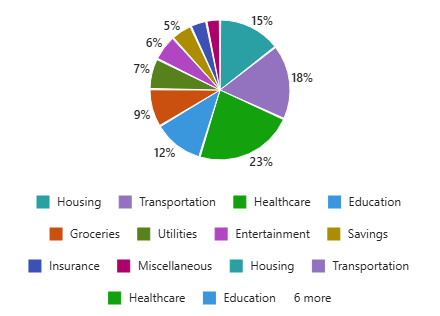 5%
15%
6%
7%
18%
9%
12%
23%
Housing Transportation Healthcare Education
Groceries Utilities Entertainment Savings
Insurance Miscellaneous Housing Transportation
Healthcare Education 6 more